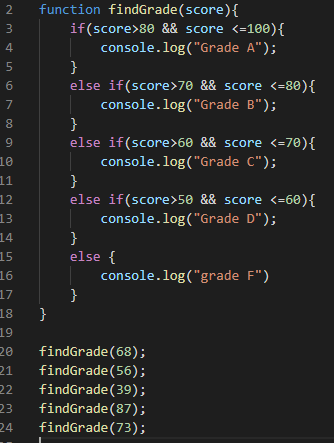 2 function findGrade(score){
3 if(score>80 && score <=100){
4 console.log("Grade A");
5 }
6 else if(score>70 && score <=80){
7 console.log("Grade B");
8 }
9 else if(score>60 && score <=70){
10 console.log("Grade C");
11 }
12 else if(score>50 && score <=60){
13 console.log("Grade D");
14 }
15 else {
16 console.log("grade F")
17 }
18 }
19
20 findGrade(68);
21 findGrade(56);
22 findGrade(39);
23 findGrade(87);
24 findGrade(73);